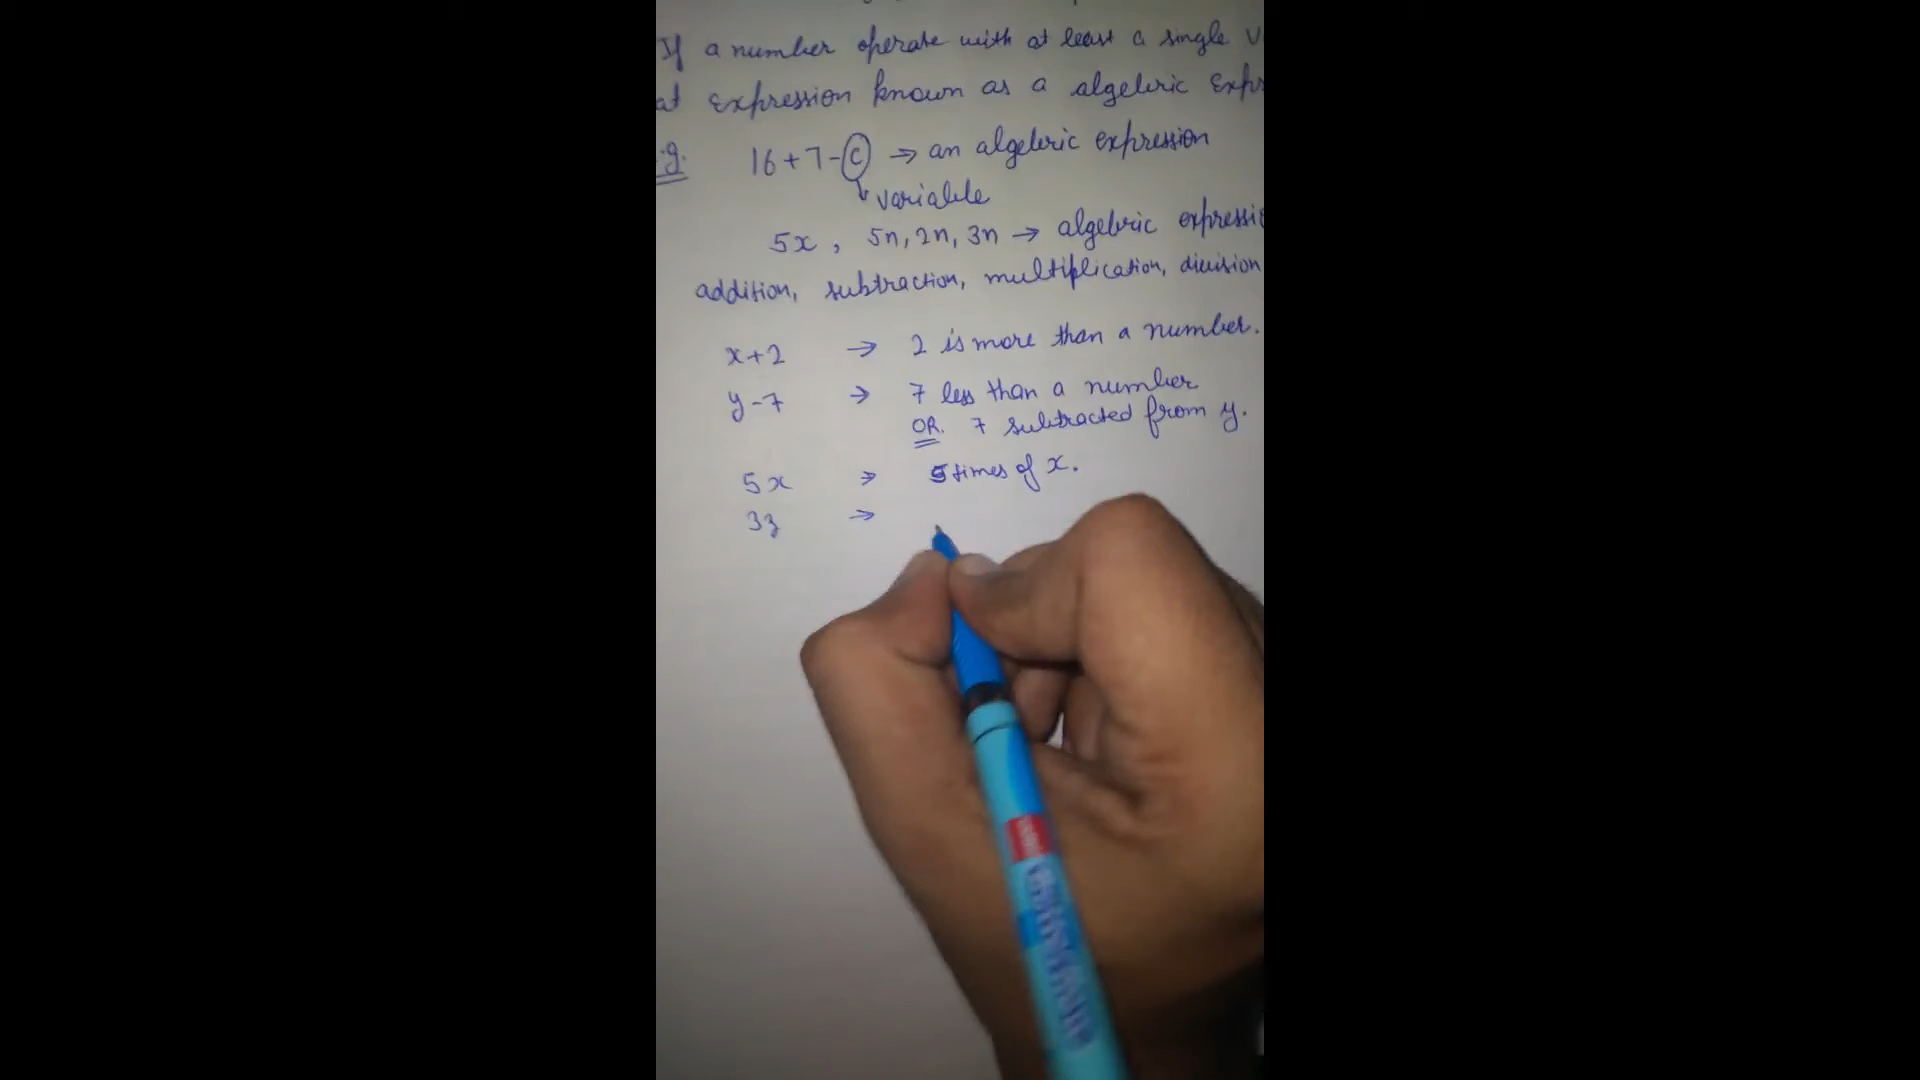 If a number operate with at least a single
at expression known as a algebric Expr
.g. 16+7-c → an algebric expression
variable
5x, 5n, 2n, 3n → algebric expressi
addition, subtraction, multiplication, division
x+2 → 2 is more than a number.
y-7 → 7 less than a number
OR 7 subtracted from y.
5x → 5 times of x.
3z →